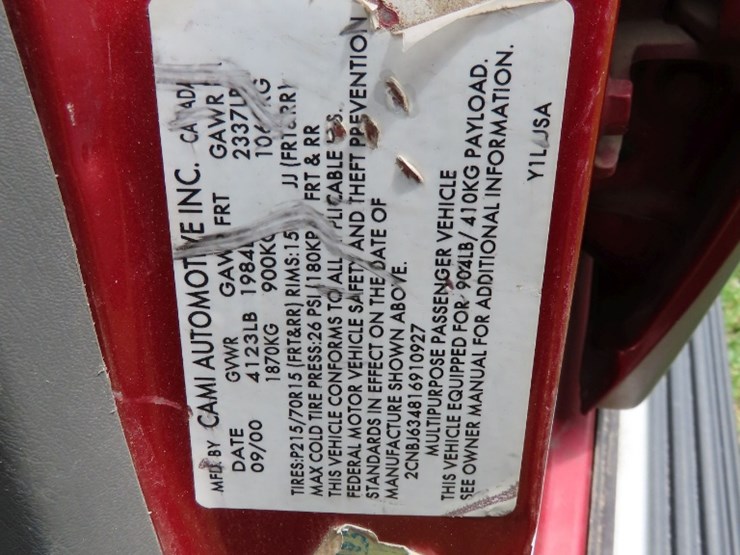 MFD. BY CAMI AUTOMOTIVE INC. CANADA
DATE GVWR GAWR FRT GAWR
09/00 4123LB 1984L 2337LB
1870KG 900KG KG
TIRES:P215/70R15 (FRT&RR) RIMS:15 JJ (FRT&RR)
MAX COLD TIRE PRESS:26 PSI/180KP FRT & RR
THIS VEHICLE CONFORMS TO ALL APPLICABLE U.S.
FEDERAL MOTOR VEHICLE SAFETY AND THEFT PREVENTION
STANDARDS IN EFFECT ON THE DATE OF
MANUFACTURE SHOWN ABOVE.
2CNBJ634816910927
MULTIPURPOSE PASSENGER VEHICLE
THIS VEHICLE EQUIPPED FOR 904LB/ 410KG PAYLOAD.
SEE OWNER MANUAL FOR ADDITIONAL INFORMATION.
Y1L USA